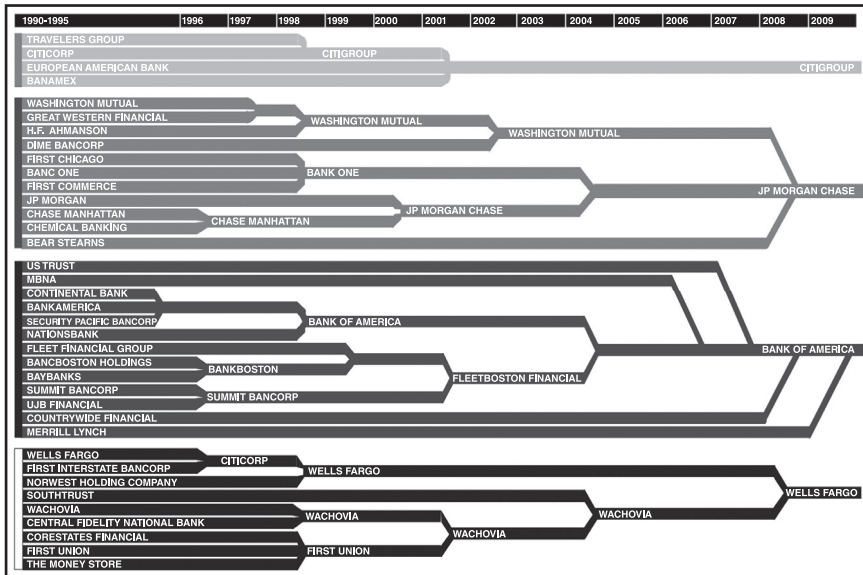 1990-1995 1996 1997 1998 1999 2000 2001 2002 2003 2004 2005 2006 2007 2008 2009
TRAVELERS GROUP
CITICORP CITIGROUP
EUROPEAN AMERICAN BANK CITIGROUP
BANAMEX
WASHINGTON MUTUAL
GREAT WESTERN FINANCIAL WASHINGTON MUTUAL
H.F. AHMANSON WASHINGTON MUTUAL
DIME BANCORP
FIRST CHICAGO
BANC ONE BANK ONE
FIRST COMMERCE JP MORGAN CHASE
JP MORGAN
CHASE MANHATTAN CHASE MANHATTAN JP MORGAN CHASE
CHEMICAL BANKING
BEAR STEARNS
US TRUST
MBNA
CONTINENTAL BANK
BANKAMERICA
SECURITY PACIFIC BANCORP BANK OF AMERICA
NATIONSBANK
FLEET FINANCIAL GROUP BANK OF AMERICA
BANCBOSTON HOLDINGS BANKBOSTON
BAYBANKS FLEETBOSTON FINANCIAL
SUMMIT BANCORP SUMMIT BANCORP
UJB FINANCIAL
COUNTRYWIDE FINANCIAL
MERRILL LYNCH
WELLS FARGO CITICORP
FIRST INTERSTATE BANCORP WELLS FARGO
NORWEST HOLDING COMPANY
SOUTHTRUST WELLS FARGO
WACHOVIA WACHOVIA WACHOVIA
CENTRAL FIDELITY NATIONAL BANK
CORESTATES FINANCIAL WACHOVIA
FIRST UNION FIRST UNION
THE MONEY STORE